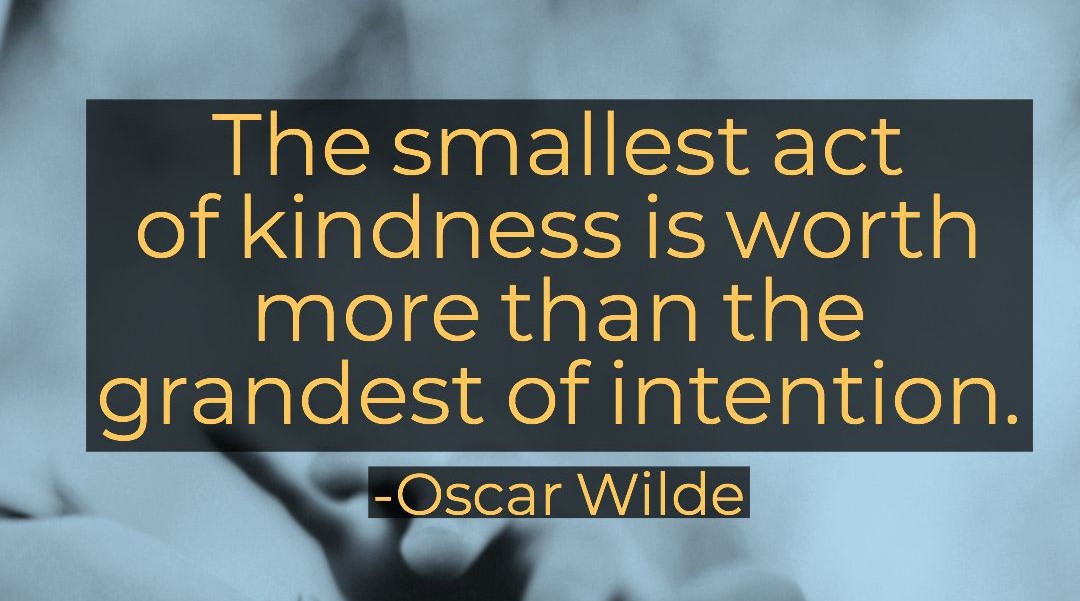 The smallest act
of kindness is worth
more than the
grandest of intention.
-Oscar Wilde